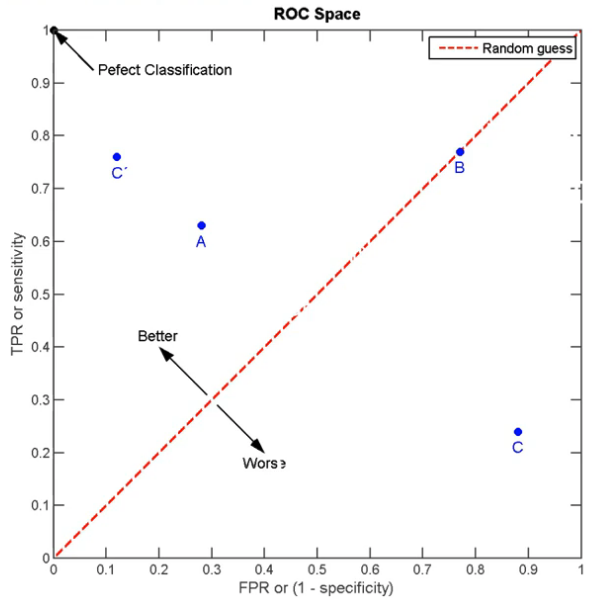 ROC Space
Random guess
Pefect Classification
C´
B
A
Better
Worse
C
TPR or sensitivity
1
0.9
0.8
0.7
0.6
0.5
0.4
0.3
0.2
0.1
0
0 0.1 0.2 0.3 0.4 0.5 0.6 0.7 0.8 0.9 1
FPR or (1 - specificity)